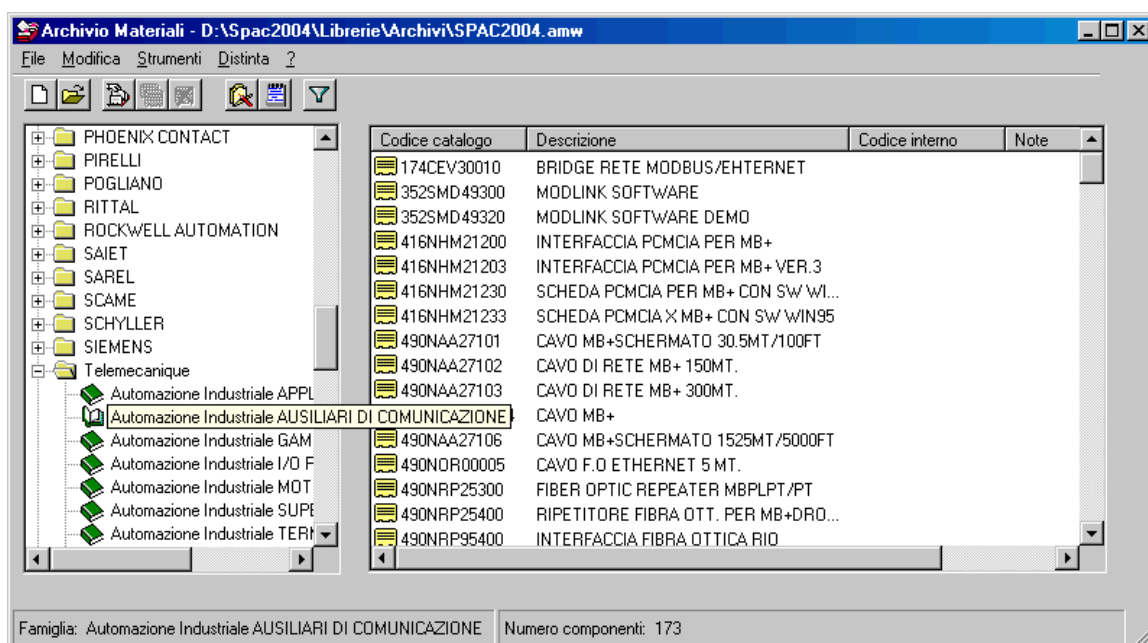 Archivio Materiali - D:\Spac2004\Librerie\Archivi\SPAC2004.amw
File Modifica Strumenti Distinta ?
PHOENIX CONTACT
PIRELLI
POGLIANO
RITTAL
ROCKWELL AUTOMATION
SAIET
SAREL
SCAME
SCHYLLER
SIEMENS
Telemecanique
Automazione Industriale APPL
Automazione Industriale AUSILIARI DI COMUNICAZIONE
Automazione Industriale GAM
Automazione Industriale I/O F
Automazione Industriale MOT
Automazione Industriale SUPE
Automazione Industriale TERM
Codice catalogo Descrizione Codice interno Note
174CEV30010 BRIDGE RETE MODBUS/EHTERNET
352SMD49300 MODLINK SOFTWARE
352SMD49320 MODLINK SOFTWARE DEMO
416NHM21200 INTERFACCIA PCMCIA PER MB+
416NHM21203 INTERFACCIA PCMCIA PER MB+ VER.3
416NHM21230 SCHEDA PCMCIA PER MB+ CON SW WI...
416NHM21233 SCHEDA PCMCIA X MB+ CON SW WIN95
490NAA27101 CAVO MB+SCHERMATO 30.5MT/100FT
490NAA27102 CAVO DI RETE MB+ 150MT.
490NAA27103 CAVO DI RETE MB+ 300MT.
CAVO MB+
490NAA27106 CAVO MB+SCHERMATO 1525MT/5000FT
490NOR00005 CAVO F.O ETHERNET 5 MT.
490NRP25300 FIBER OPTIC REPEATER MBPLPT/PT
490NRP25400 RIPETITORE FIBRA OTT. PER MB+DRO...
490NRP95400 INTERFACCIA FIBRA OTTICA RIO
Famiglia: Automazione Industriale AUSILIARI DI COMUNICAZIONE Numero componenti: 173